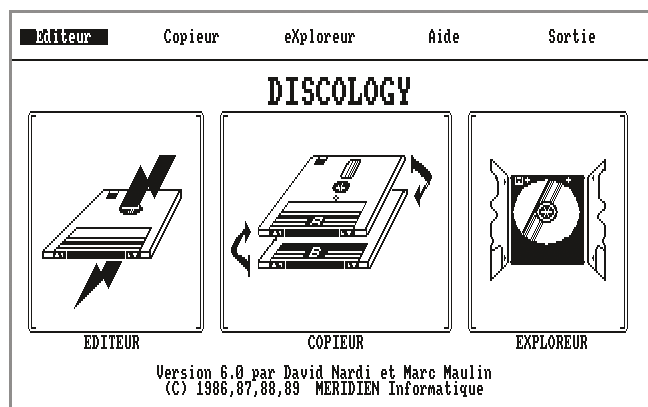 Editeur Copieur eXploreur Aide Sortie
DISCOLOGY
A
B
EDITEUR COPIEUR EXPLOREUR
Version 6.0 par David Nardi et Marc Maulin
(C) 1986,87,88,89 MERIDIEN Informatique